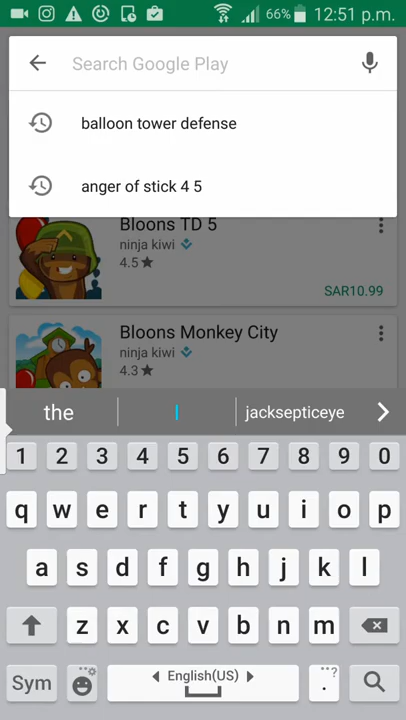 66% 12:51 p.m.
Search Google Play
balloon tower defense
anger of stick 4 5
Bloons TD 5
ninja kiwi
4.5★
SAR10.99
Bloons Monkey City
ninja kiwi
4.3★
the I jacksepticeye
1 2 3 4 5 6 7 8 9 0
q w e r t y u i o p
a s d f g h j k l
z x c v b n m
Sym English(US) . ?